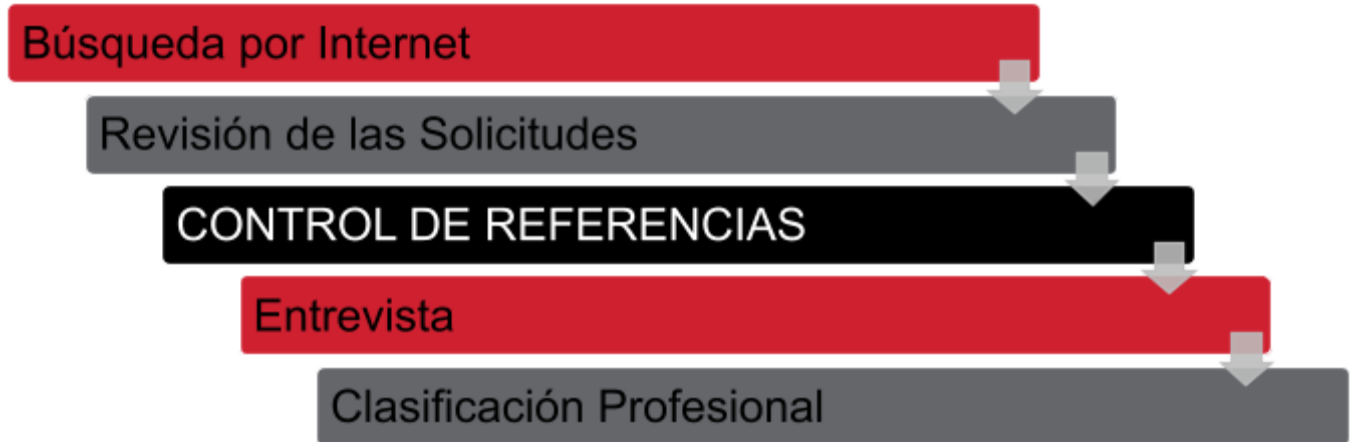 Búsqueda por Internet
Revisión de las Solicitudes
CONTROL DE REFERENCIAS
Entrevista
Clasificación Profesional